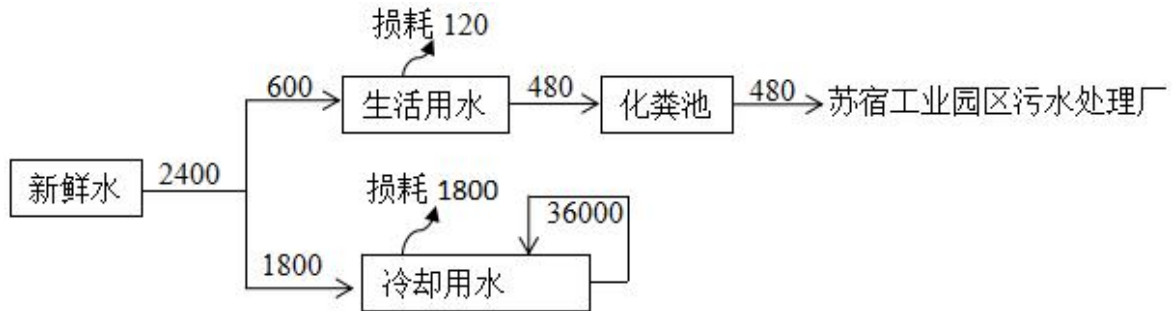 损耗 120
600
生活用水
480
化粪池
480
苏宿工业园区污水处理厂
新鲜水
2400
损耗 1800
36000
1800
冷却用水